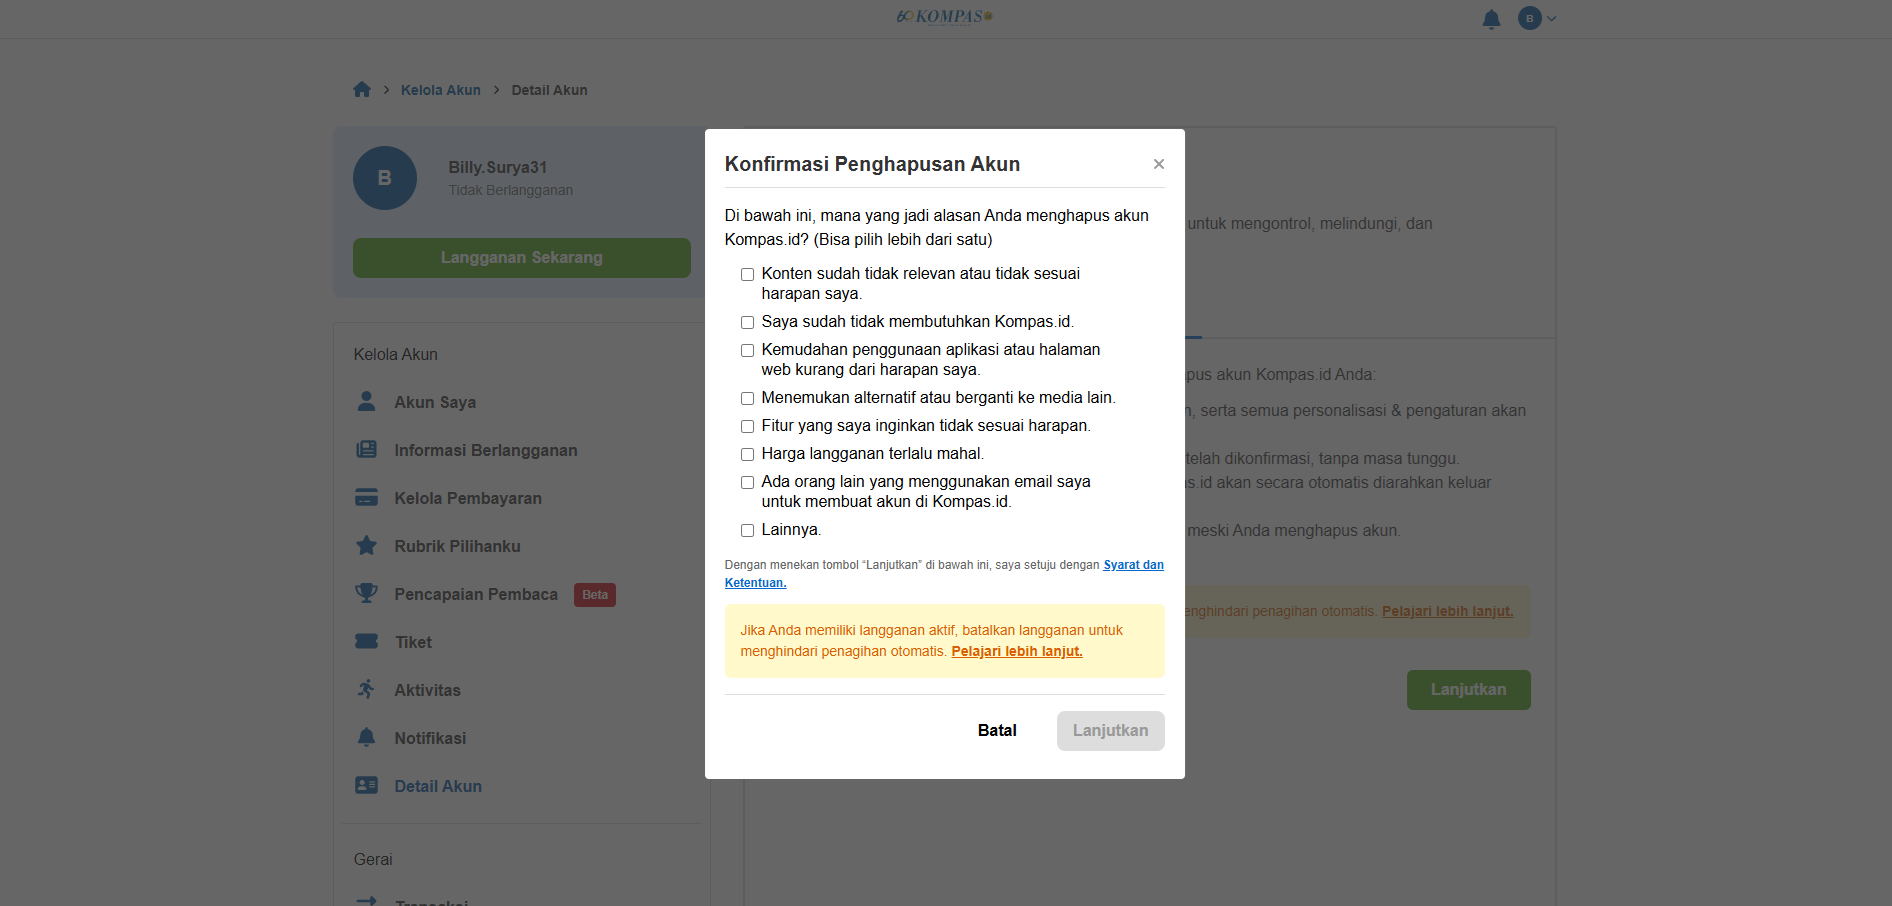 60 KOMPAS
B
Kelola Akun
Detail Akun
B
Billy.Surya31
Tidak Berlangganan
Langganan Sekarang
Kelola Akun
Akun Saya
Informasi Berlangganan
Kelola Pembayaran
Rubrik Pilihanku
Pencapaian Pembaca Beta
Tiket
Aktivitas
Notifikasi
Detail Akun
Gerai
Transaksi
Konfirmasi Penghapusan Akun
Di bawah ini, mana yang jadi alasan Anda menghapus akun
Kompas.id? (Bisa pilih lebih dari satu)
Konten sudah tidak relevan atau tidak sesuai
harapan saya.
Saya sudah tidak membutuhkan Kompas.id.
Kemudahan penggunaan aplikasi atau halaman
web kurang dari harapan saya.
Menemukan alternatif atau berganti ke media lain.
Fitur yang saya inginkan tidak sesuai harapan.
Harga langganan terlalu mahal.
Ada orang lain yang menggunakan email saya
untuk membuat akun di Kompas.id.
Lainnya.
Dengan menekan tombol “Lanjutkan” di bawah ini, saya setuju dengan Syarat dan
Ketentuan.
Jika Anda memiliki langganan aktif, batalkan langganan untuk
menghindari penagihan otomatis. Pelajari lebih lanjut.
Batal
Lanjutkan
untuk mengontrol, melindungi, dan
pus akun Kompas.id Anda:
, serta semua personalisasi & pengaturan akan
telah dikonfirmasi, tanpa masa tunggu.
s.id akan secara otomatis diarahkan keluar
meski Anda menghapus akun.
enghindari penagihan otomatis. Pelajari lebih lanjut.
Lanjutkan